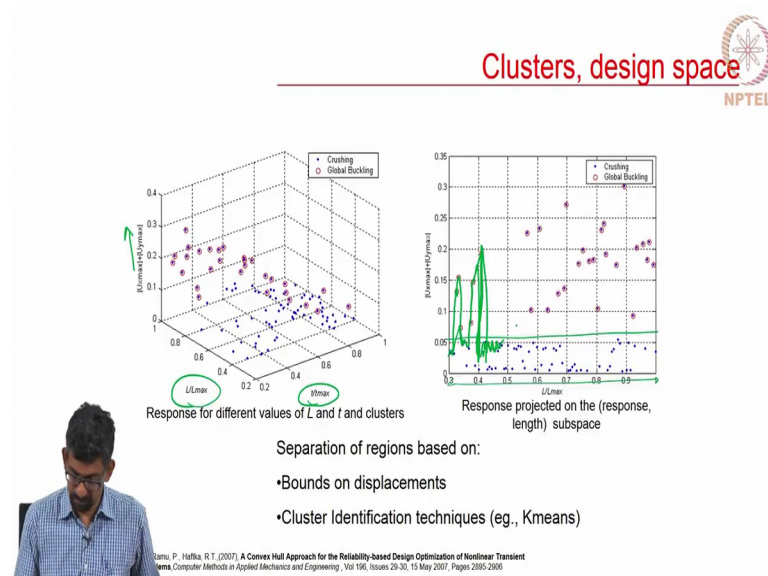 Clusters, design space
NPTEL
Crushing
Global Buckling
0.4
0.3
0.2
0.1
0
|Uxmax|+|Uymax|
1
0.8
0.6
0.4
0.2
0.2
0.4
0.6
0.8
1
L/Lmax
t/tmax
Response for different values of L and t and clusters
Crushing
Global Buckling
0.35
0.3
0.25
0.2
0.15
0.1
0.05
0
|Uxmax|+|Uymax|
0.3
0.4
0.5
0.6
0.7
0.8
0.9
1
L/Lmax
Response projected on the (response,
length) subspace
Separation of regions based on:
•Bounds on displacements
•Cluster Identification techniques (eg., Kmeans)
Ramu, P., Haftka, R.T.,(2007), A Convex Hull Approach for the Reliability-based Design Optimization of Nonlinear Transient
Computer Methods in Applied Mechanics and Engineering , Vol 196, Issues 29-30, 15 May 2007, Pages 2895-2906